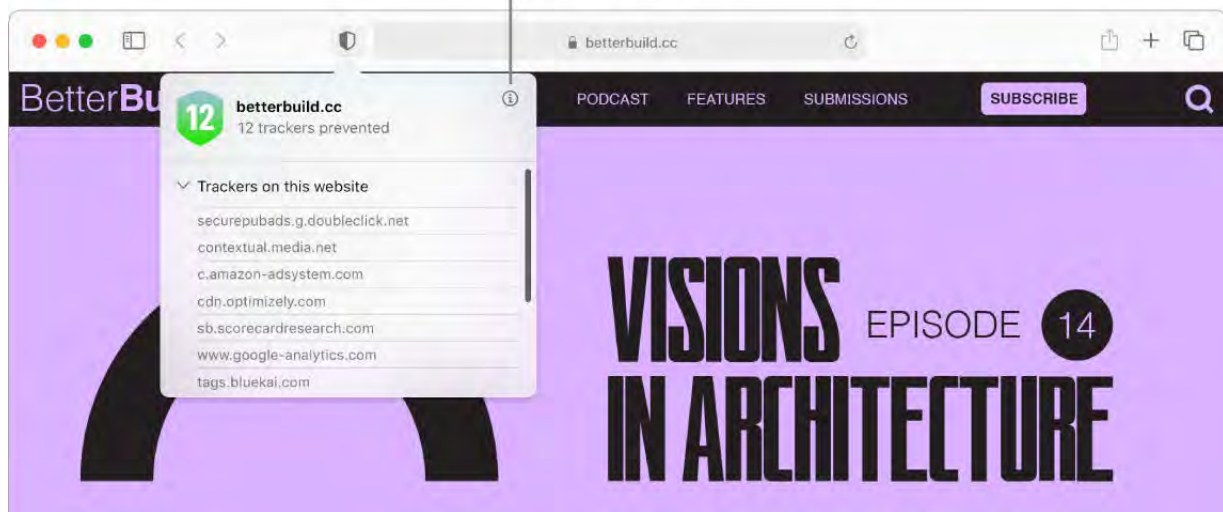 betterbuild.cc
BetterBu
PODCAST FEATURES SUBMISSIONS SUBSCRIBE
12
betterbuild.cc
12 trackers prevented
Trackers on this website
securepubads.g.doubleclick.net
contextual.media.net
c.amazon-adsystem.com
cdn.optimizely.com
sb.scorecardresearch.com
www.google-analytics.com
tags.bluekai.com
VISIONS
EPISODE 14
IN ARCHITECTURE